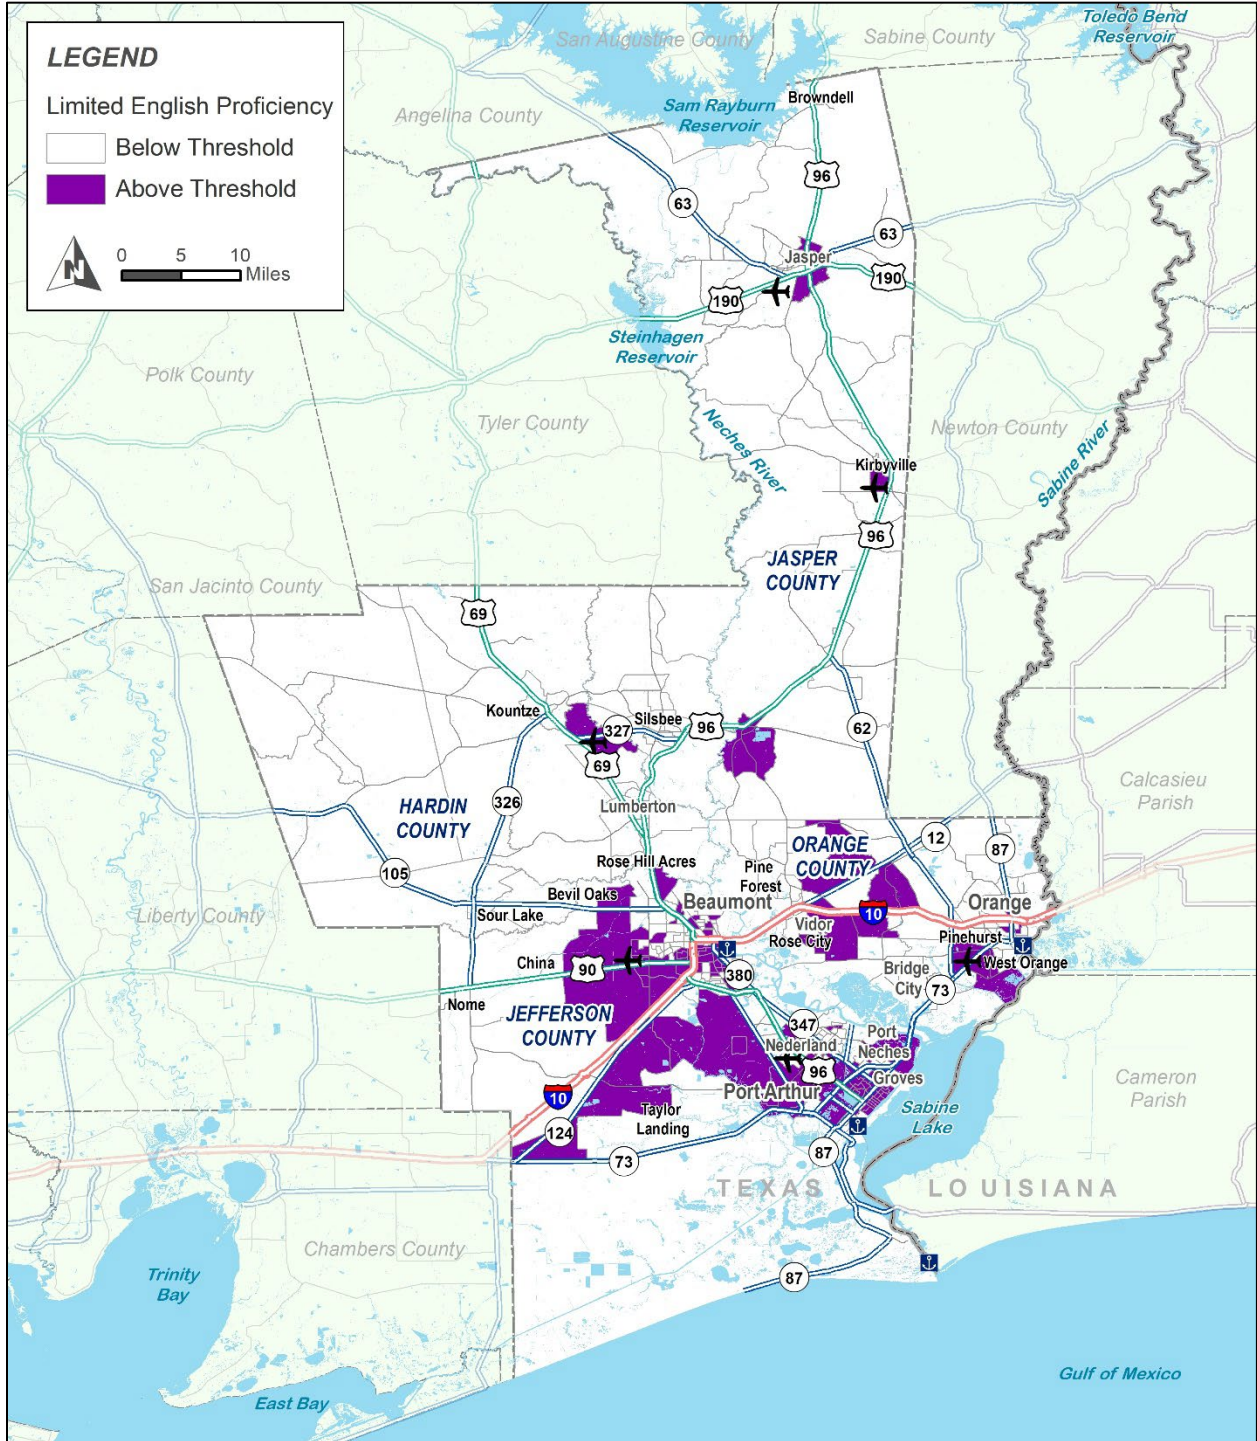 LEGEND
Limited English Proficiency
Below Threshold
Above Threshold
N
0 5 10
Miles
Toledo Bend
Reservoir
San Augustine County
Sabine County
Angelina County
Sam Rayburn
Reservoir
Browndell
96
63
63
Jasper
190
190
Steinhagen
Reservoir
Polk County
Tyler County
Neches River
Newton County
Sabine River
Kirbyville
96
JASPER
COUNTY
San Jacinto County
69
Kountze
Silsbee
327
96
69
62
Calcasieu
Parish
HARDIN
COUNTY
326
Lumberton
ORANGE
COUNTY
12
87
105
Rose Hill Acres
Pine
Forest
Bevil Oaks
Beaumont
Orange
Liberty County
Sour Lake
10
Vidor
Rose City
Pinehurst
West Orange
China
90
380
Bridge
City
73
Nome
JEFFERSON
COUNTY
347
Port
Neches
Nederland
96
Groves
Port Arthur
10
Cameron
Parish
Taylor
Landing
Sabine
Lake
124
73
87
TEXAS
LOUISIANA
Chambers County
Trinity
Bay
87
East Bay
Gulf of Mexico